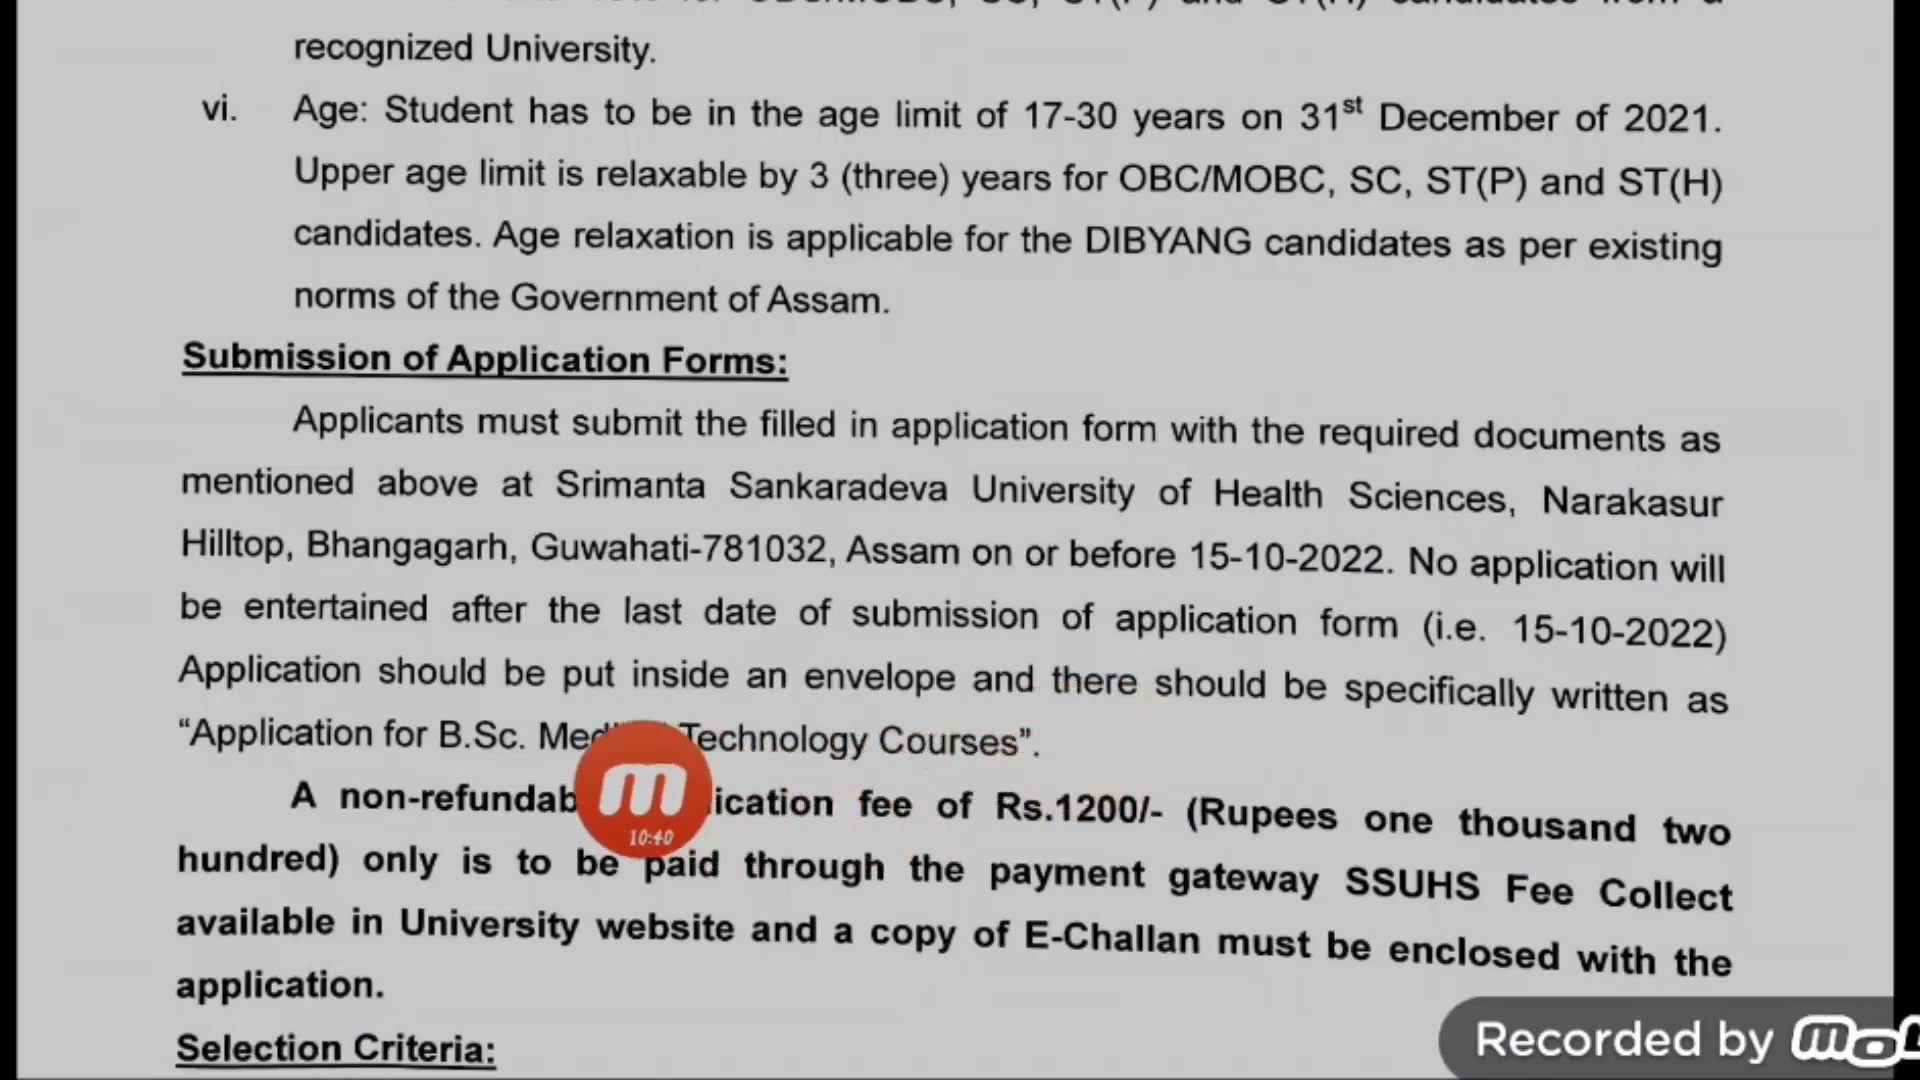 candidates from a
recognized University.
vi. Age: Student has to be in the age limit of 17-30 years on 31st December of 2021.
Upper age limit is relaxable by 3 (three) years for OBC/MOBC, SC, ST(P) and ST(H)
candidates. Age relaxation is applicable for the DIBYANG candidates as per existing
norms of the Government of Assam.
Submission of Application Forms:
Applicants must submit the filled in application form with the required documents as
mentioned above at Srimanta Sankaradeva University of Health Sciences, Narakasur
Hilltop, Bhangagarh, Guwahati-781032, Assam on or before 15-10-2022. No application will
be entertained after the last date of submission of application form (i.e. 15-10-2022)
Application should be put inside an envelope and there should be specifically written as
“Application for B.Sc. Technology Courses”.
A fee of Rs.1200/- (Rupees one thousand two
m
10:40
hundred) only is to be paid through the payment gateway SSUHS Fee Collect
available in University website and a copy of E-Challan must be enclosed with the
application.
Selection Criteria:
Recorded by